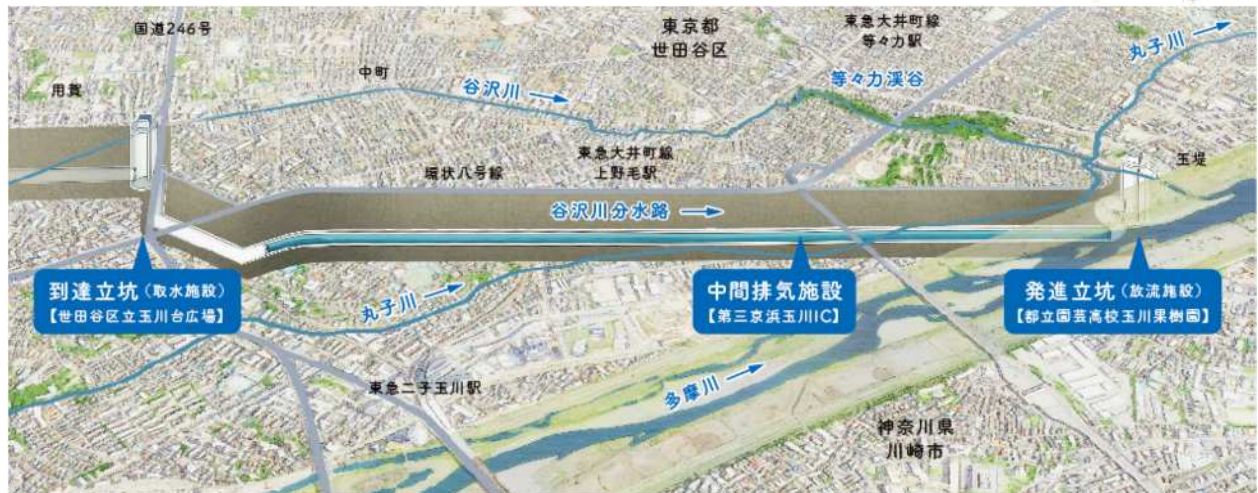 国道246号
東京都
世田谷区
東急大井町線
等々力駅
丸子川
用賀
中町
谷沢川
等々力渓谷
東急大井町線
上野毛駅
環状八号線
玉堤
谷沢川分水路
到達立坑(取水施設)
【世田谷区立玉川台広場】
丸子川
中間排気施設
【第三京浜玉川IC】
発進立坑(放流施設)
【都立園芸高校玉川果樹園】
東急二子玉川駅
多摩川
神奈川県
川崎市